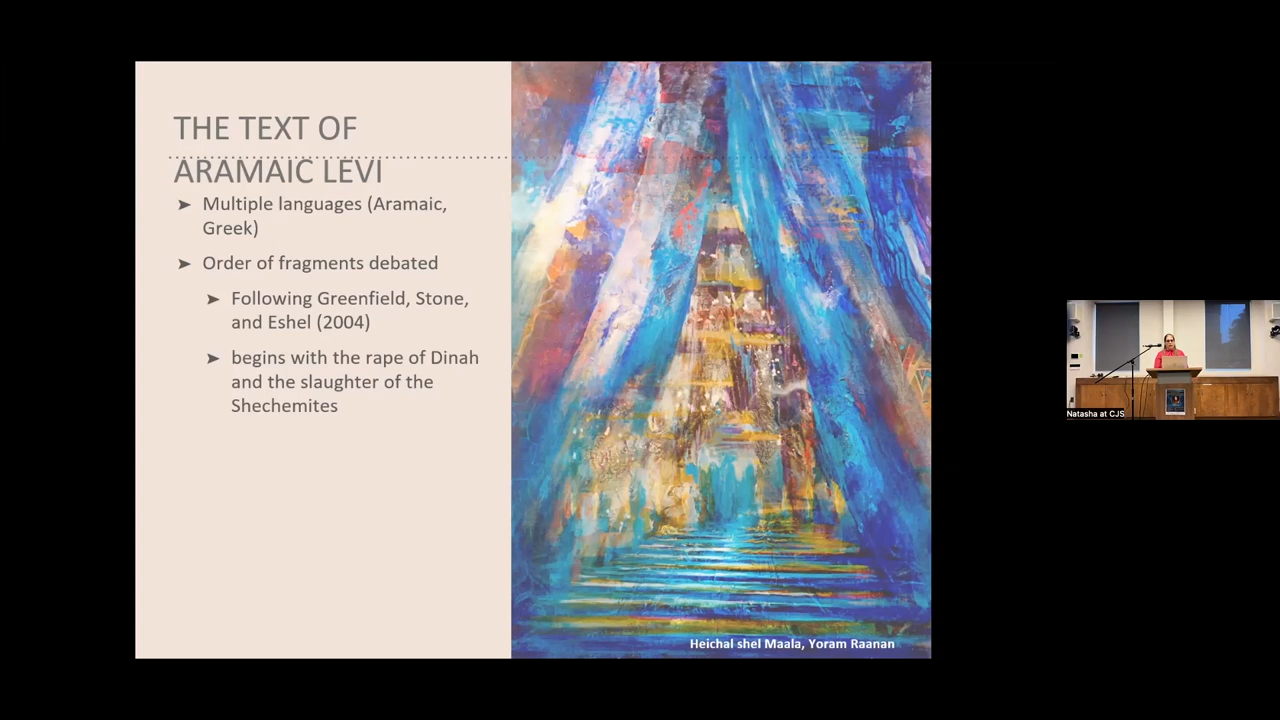 THE TEXT OF
ARAMAIC LEVI
➤ Multiple languages (Aramaic,
Greek)
➤ Order of fragments debated
➤ Following Greenfield, Stone,
and Eshel (2004)
➤ begins with the rape of Dinah
and the slaughter of the
Shechemites
Heichal shel Maala, Yoram Raanan
Natasha at CJS